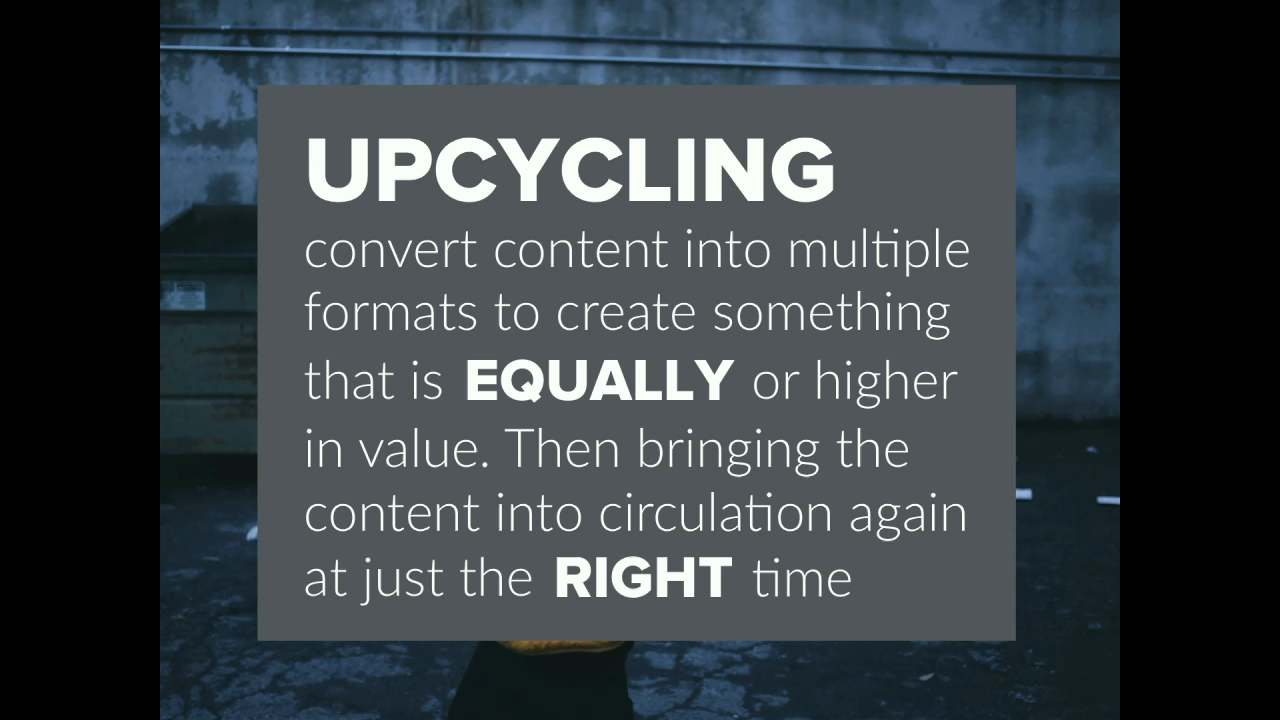 UPCYCLING
convert content into multiple
formats to create something
that is EQUALLY or higher
in value. Then bringing the
content into circulation again
at just the RIGHT time